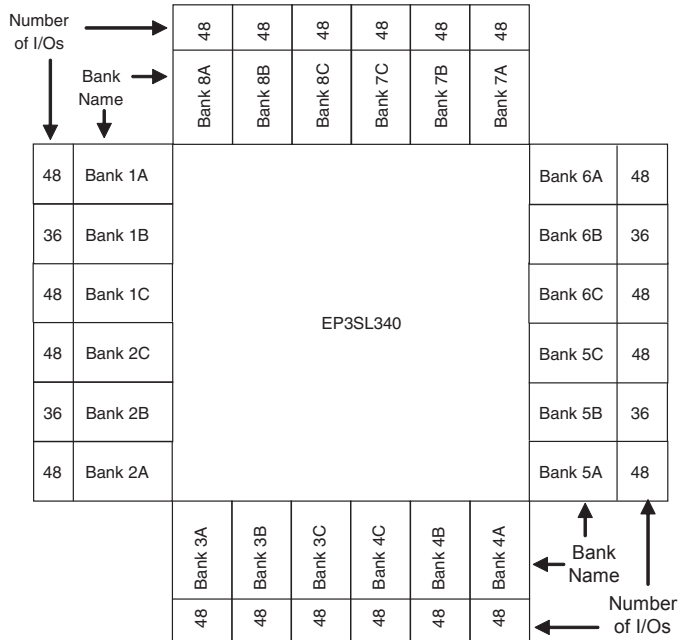 Number
of I/Os
48 48 48 48 48 48
Bank
Name
Bank 8A Bank 8B Bank 8C Bank 7C Bank 7B Bank 7A
48 Bank 1A
36 Bank 1B
48 Bank 1C
48 Bank 2C
36 Bank 2B
48 Bank 2A
EP3SL340
Bank 6A 48
Bank 6B 36
Bank 6C 48
Bank 5C 48
Bank 5B 36
Bank 5A 48
Bank 3A Bank 3B Bank 3C Bank 4C Bank 4B Bank 4A
48 48 48 48 48 48
Bank
Name
Number
of I/Os